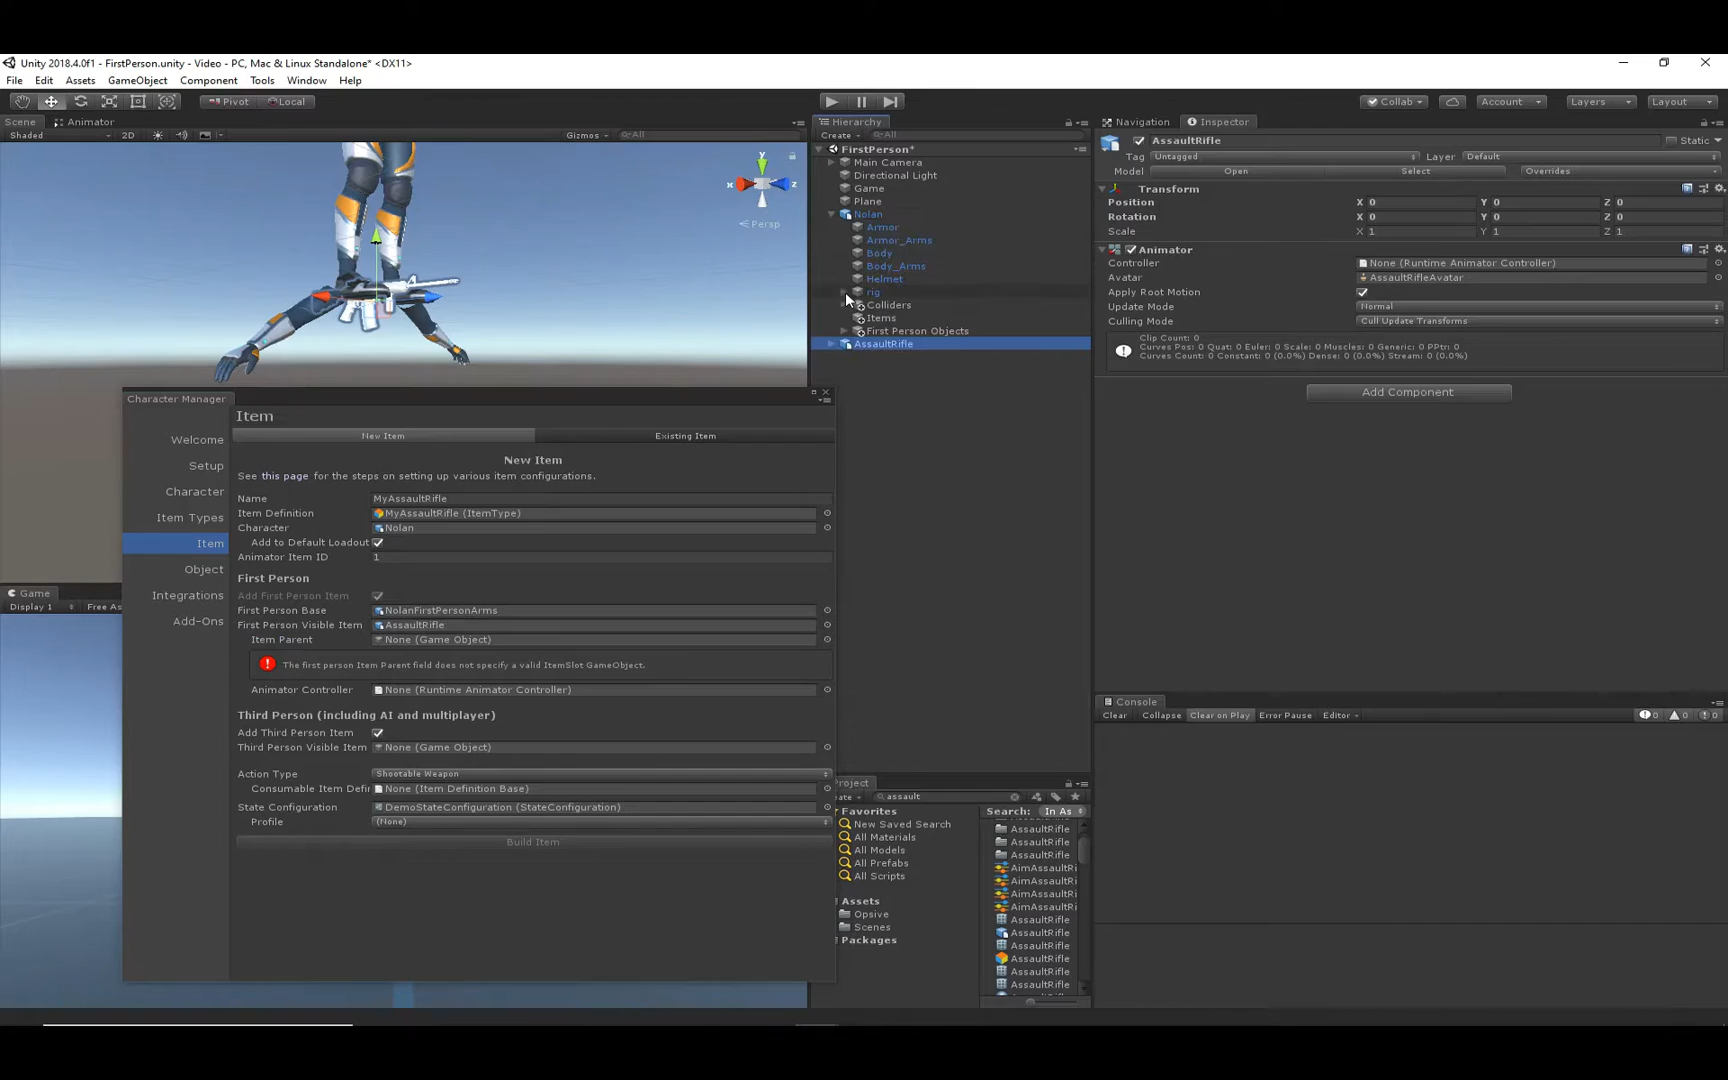 Unity 2018.4.0f1 - FirstPerson.unity - Video - PC, Mac & Linux Standalone* <DX11>
File Edit Assets GameObject Component Tools Window Help
Pivot Local Collab Account Layers Layout
Scene Animator
Shaded 2D Gizmos All
y
x z
Persp
Hierarchy
Create All
FirstPerson*
Main Camera
Directional Light
Game
Plane
Nolan
Armor
Armor_Arms
Body
Body_Arms
Helmet
rig
Colliders
Items
First Person Objects
AssaultRifle
Navigation Inspector
AssaultRifle Static
Tag Untagged Layer Default
Model Open Select Overrides
Transform
Position X 0 Y 0 Z 0
Rotation X 0 Y 0 Z 0
Scale X 1 Y 1 Z 1
Animator
Controller None (Runtime Animator Controller)
Avatar AssaultRifleAvatar
Apply Root Motion
Update Mode Normal
Culling Mode Cull Update Transforms
Clip Count: 0
Curves Pos: 0 Quat: 0 Euler: 0 Scale: 0 Muscles: 0 Generic: 0 PPtr: 0
Curves Count: 0 Constant: 0 (0.0%) Dense: 0 (0.0%) Stream: 0 (0.0%)
Add Component
Character Manager
Welcome
Setup
Character
Item Types
Item
Object
Integrations
Add-Ons
Item
New Item Existing Item
New Item
See this page for the steps on setting up various item configurations.
Name MyAssaultRifle
Item Definition MyAssaultRifle (ItemType)
Character Nolan
Add to Default Loadout
Animator Item ID 1
First Person
Add First Person Item
First Person Base NolanFirstPersonArms
First Person Visible Item AssaultRifle
Item Parent None (Game Object)
The first person Item Parent field does not specify a valid ItemSlot GameObject.
Animator Controller None (Runtime Animator Controller)
Third Person (including AI and multiplayer)
Add Third Person Item
Third Person Visible Item None (Game Object)
Action Type Shootable Weapon
Consumable Item Defi None (Item Definition Base)
State Configuration DemoStateConfiguration (StateConfiguration)
Profile (None)
Build Item
Game
Display 1 Free As
Console
Clear Collapse Clear on Play Error Pause Editor 0 0 0
roject
ate assault
Favorites
New Saved Search
All Materials
All Models
All Prefabs
All Scripts
Assets
Opsive
Scenes
Packages
Search: In As
AssaultRifle
AssaultRifle
AssaultRifle
AimAssaultRi
AimAssaultRi
AimAssaultRi
AimAssaultRi
AssaultRifle
AssaultRifle
AssaultRifle
AssaultRifle
AssaultRifle
AssaultRifle